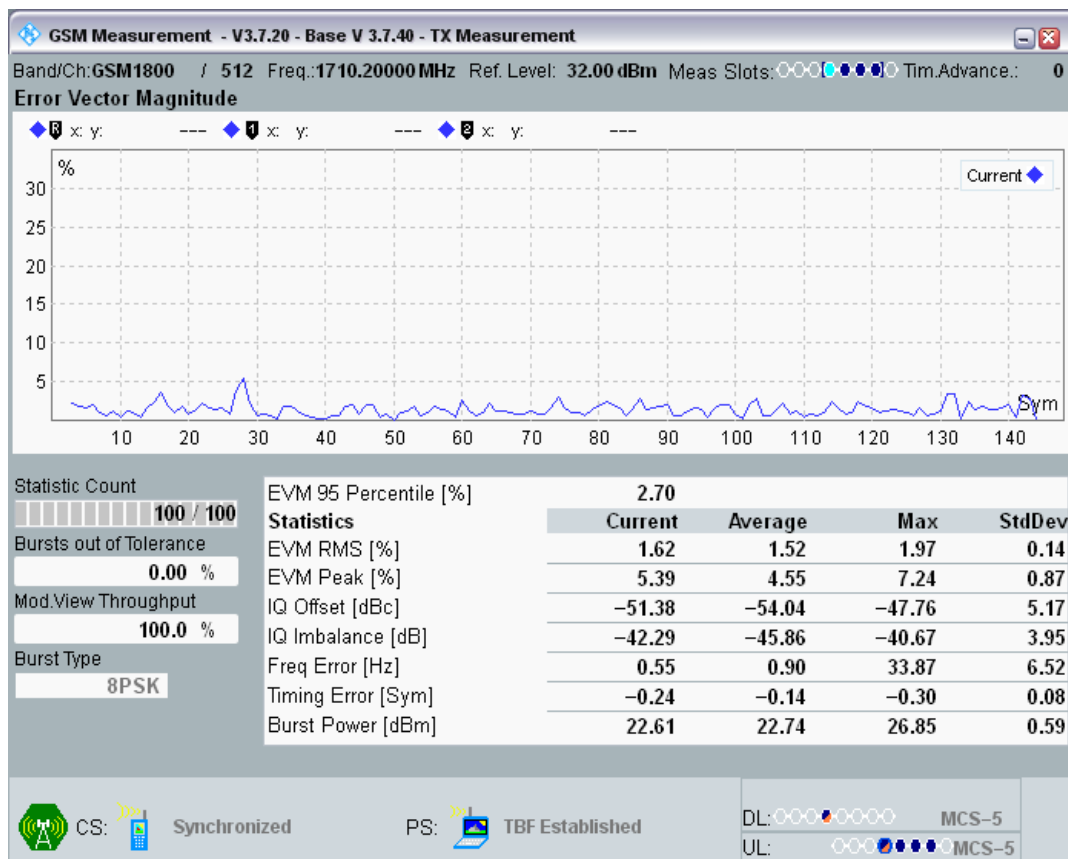 GSM Measurement - V3.7.20 - Base V 3.7.40 - TX Measurement
Band/Ch:GSM1800 / 512 Freq.:1710.20000 MHz Ref. Level: 32.00 dBm Meas Slots: Tim.Advance.: 0
Error Vector Magnitude
R x: y: --- 1 x: y: --- 2 x: y: ---
%
Current
30
25
20
15
10
5
Sym
10 20 30 40 50 60 70 80 90 100 110 120 130 140
Statistic Count
100 / 100
Bursts out of Tolerance
0.00 %
Mod.View Throughput
100.0 %
Burst Type
8PSK
EVM 95 Percentile [%] 2.70
Statistics Current Average Max StdDev
EVM RMS [%] 1.62 1.52 1.97 0.14
EVM Peak [%] 5.39 4.55 7.24 0.87
IQ Offset [dBc] −51.38 −54.04 −47.76 5.17
IQ Imbalance [dB] −42.29 −45.86 −40.67 3.95
Freq Error [Hz] 0.55 0.90 33.87 6.52
Timing Error [Sym] −0.24 −0.14 −0.30 0.08
Burst Power [dBm] 22.61 22.74 26.85 0.59
CS: Synchronized PS: TBF Established
DL: MCS−5
UL: MCS−5